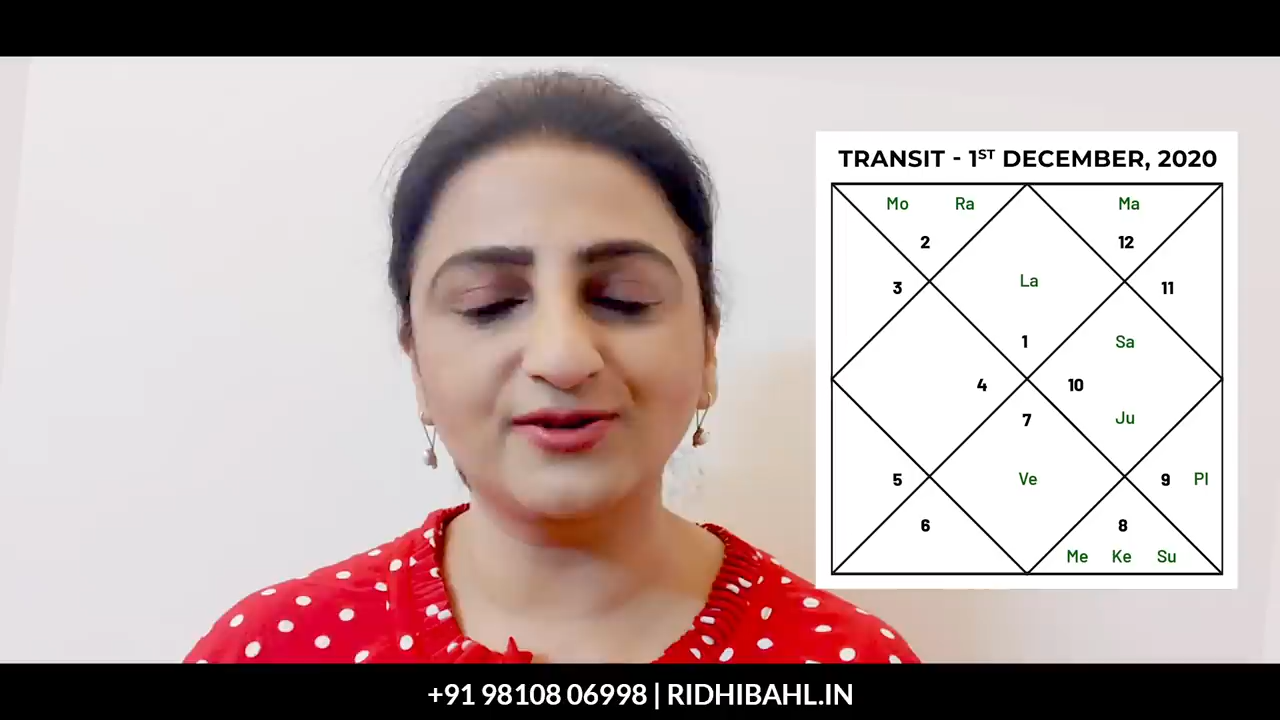 TRANSIT - 1ST DECEMBER, 2020
Mo Ra Ma
2 12
3 11
La
1 Sa
4 10
7 Ju
5 Ve 9 Pl
6 8
Me Ke Su
+91 98108 06998 | RIDHIBAHL.IN